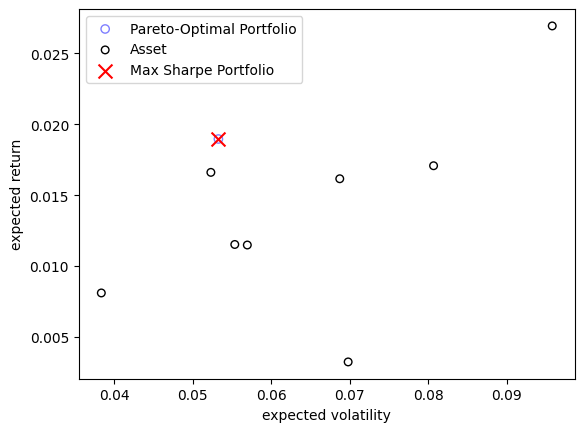 Pareto-Optimal Portfolio
Asset
Max Sharpe Portfolio
expected return
0.025
0.020
0.015
0.010
0.005
0.04 0.05 0.06 0.07 0.08 0.09
expected volatility